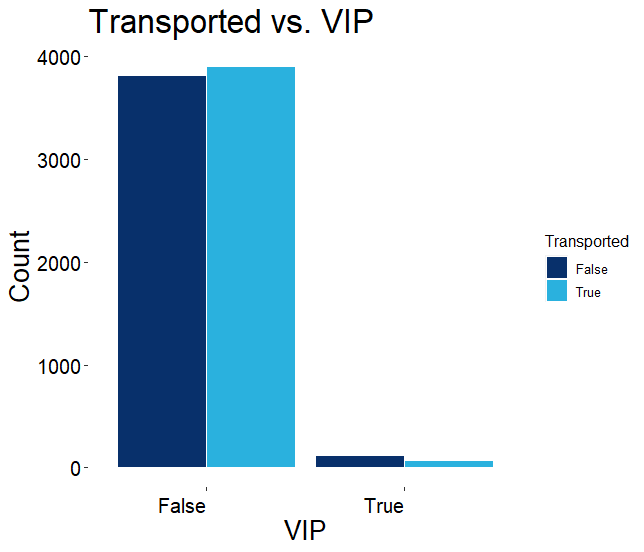 Transported vs. VIP
4000
3000
2000
1000
0
Count
False
True
VIP
Transported
False
True